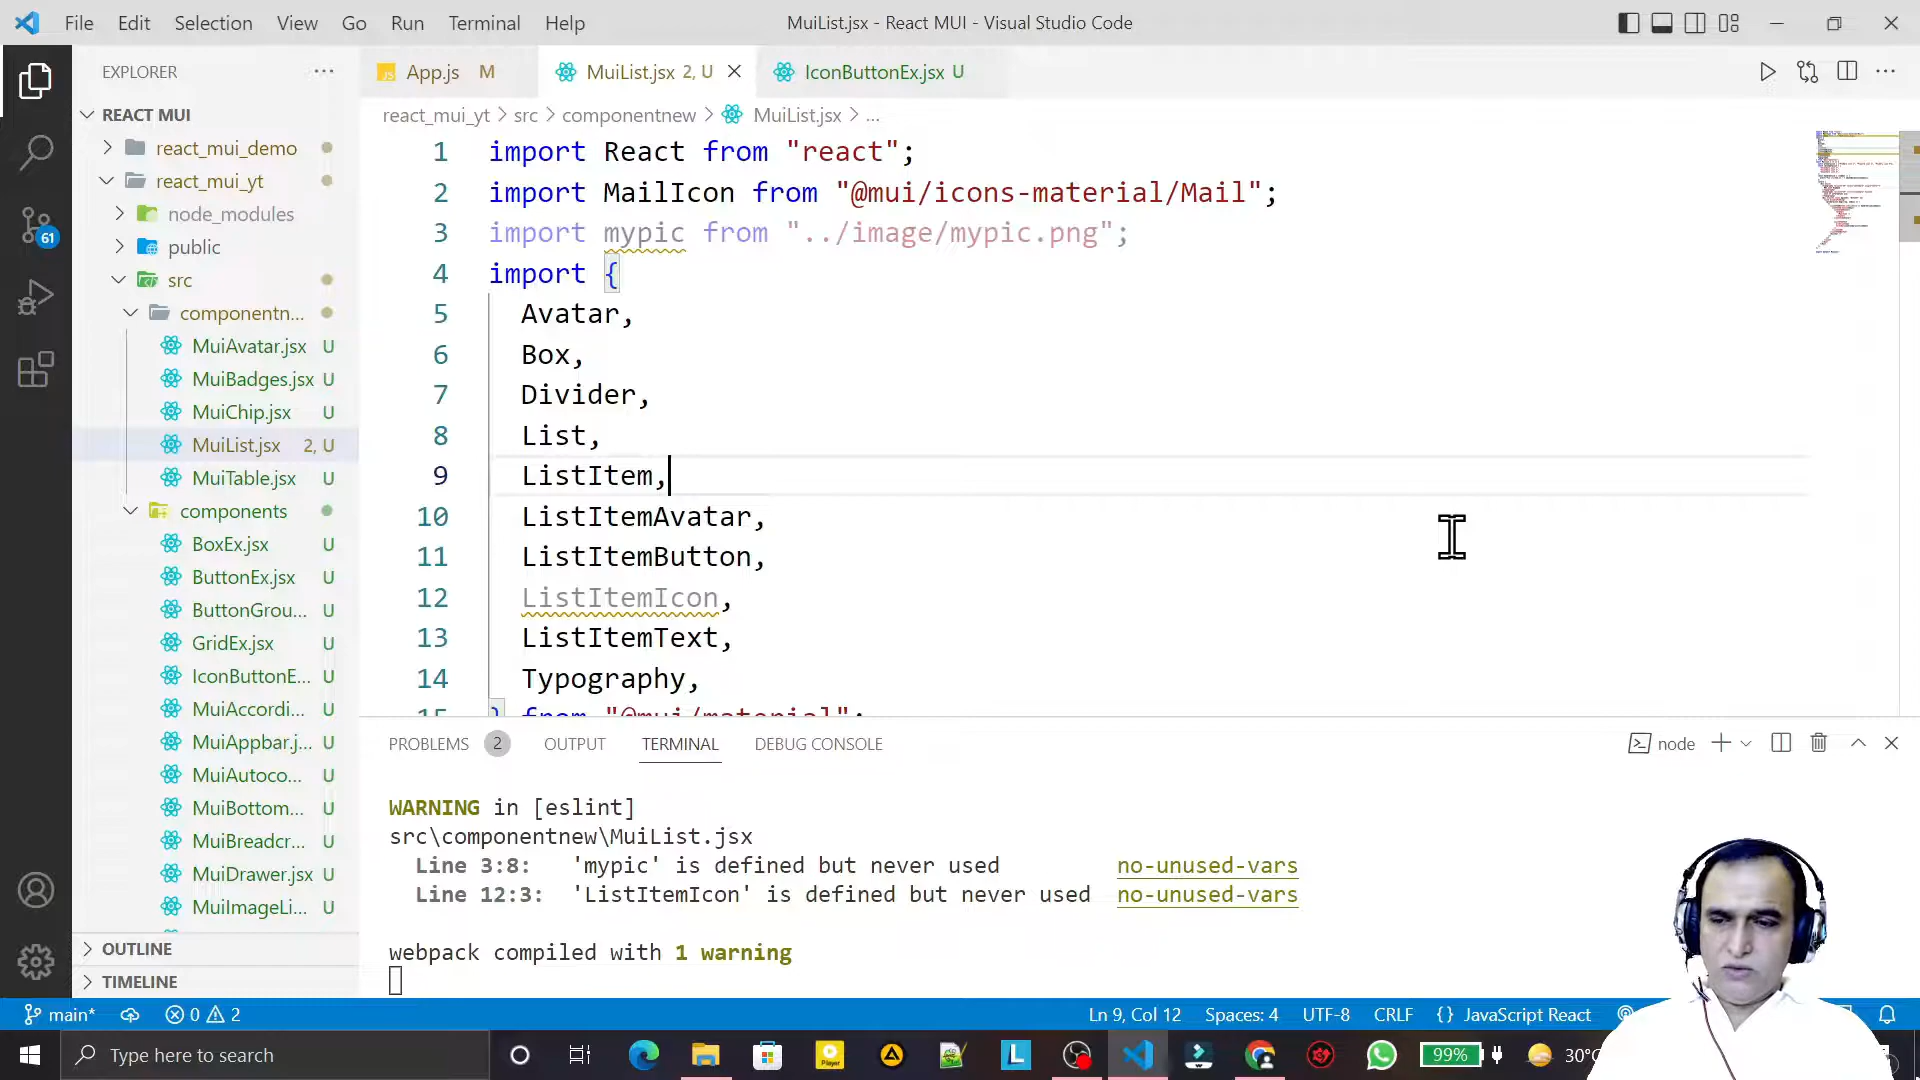 File Edit Selection View Go Run Terminal Help
MuiList.jsx - React MUI - Visual Studio Code
EXPLORER
REACT MUI
react_mui_demo
react_mui_yt
node_modules
public
src
componentn...
MuiAvatar.jsx U
MuiBadges.jsx U
MuiChip.jsx U
MuiList.jsx 2, U
MuiTable.jsx U
components
BoxEx.jsx U
ButtonEx.jsx U
ButtonGrou... U
GridEx.jsx U
IconButtonE... U
MuiAccordi... U
MuiAppbar.j... U
MuiAutoco... U
MuiBottom... U
MuiBreadcr... U
MuiDrawer.jsx U
MuiImageLi... U
OUTLINE
TIMELINE
61
App.js M
MuiList.jsx 2, U
IconButtonEx.jsx U
react_mui_yt > src > componentnew > MuiList.jsx > ...
1 import React from "react";
2 import MailIcon from "@mui/icons-material/Mail";
3 import mypic from "../image/mypic.png";
4 import {
5 Avatar,
6 Box,
7 Divider,
8 List,
9 ListItem,
10 ListItemAvatar,
11 ListItemButton,
12 ListItemIcon,
13 ListItemText,
14 Typography,
15 } from "@mui/material";
PROBLEMS 2 OUTPUT TERMINAL DEBUG CONSOLE
node
WARNING in [eslint]
src\componentnew\MuiList.jsx
Line 3:8: 'mypic' is defined but never used no-unused-vars
Line 12:3: 'ListItemIcon' is defined but never used no-unused-vars
webpack compiled with 1 warning
main* 0 2
Ln 9, Col 12 Spaces: 4 UTF-8 CRLF {} JavaScript React
Type here to search
Player
L
99%
30°C